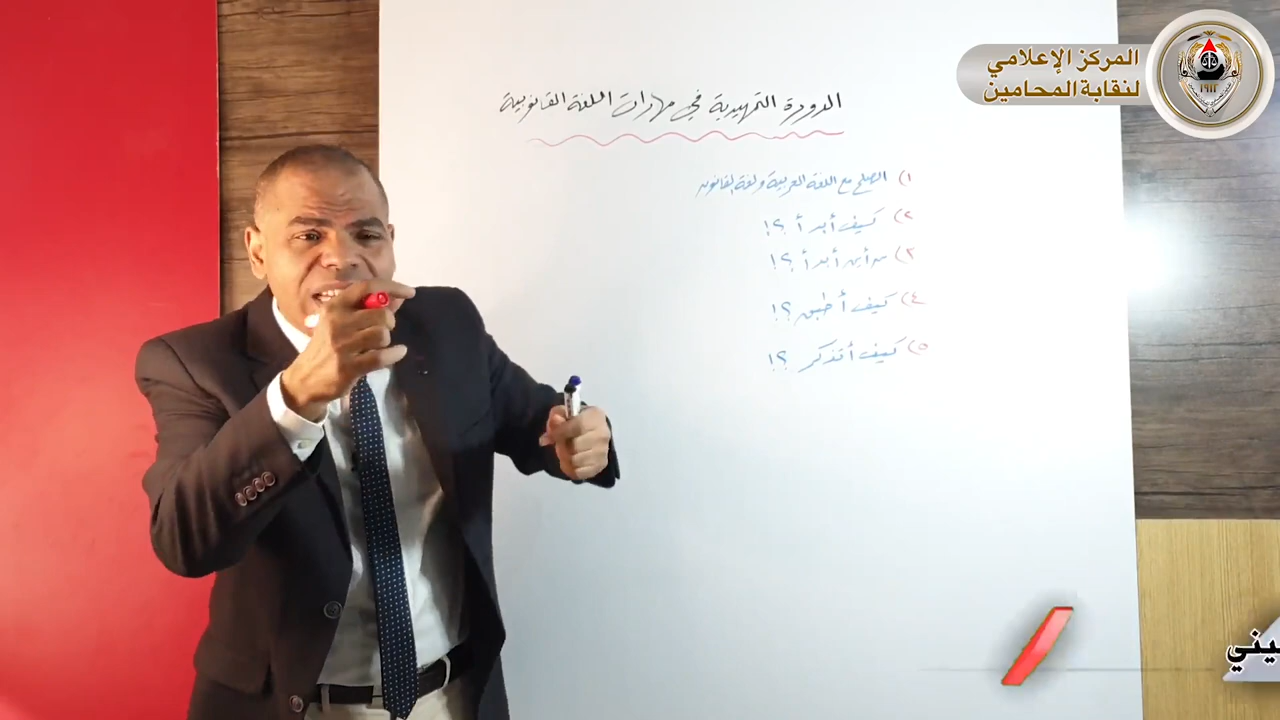 المركز الإعلامي
لنقابة المحامين
١٩١٢
الدورة التمهيدية في مهارات اللغة القانونية
١) الصلح مع اللغة العربية ولغة القانون
٢) كيف أبدأ ؟!
٣) من أين أبدأ ؟!
٤) كيف أطبق ؟!
٥) كيف أتذكر ؟!